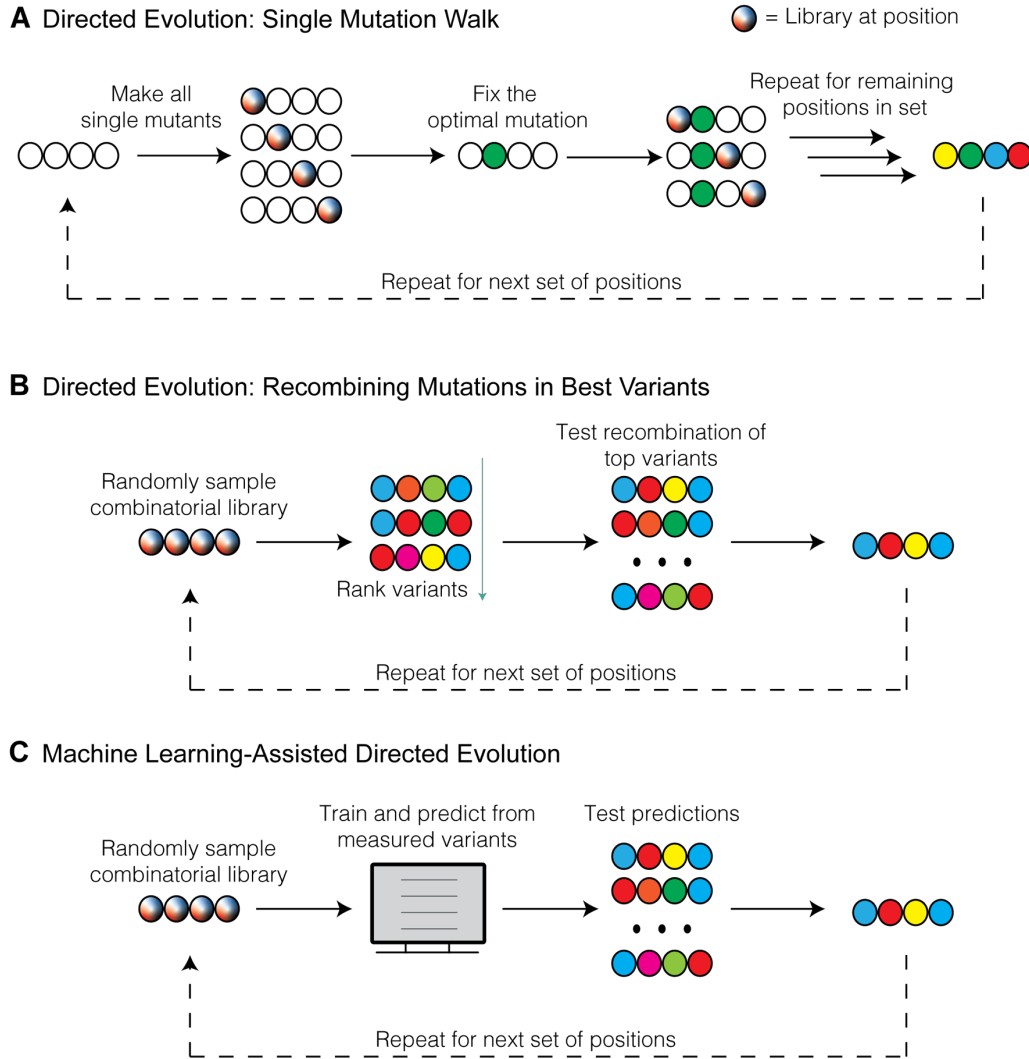 A Directed Evolution: Single Mutation Walk
= Library at position
Make all
single mutants
Fix the
optimal mutation
Repeat for remaining
positions in set
Repeat for next set of positions
B Directed Evolution: Recombining Mutations in Best Variants
Randomly sample
combinatorial library
Rank variants
Test recombination of
top variants
Repeat for next set of positions
C Machine Learning-Assisted Directed Evolution
Randomly sample
combinatorial library
Train and predict from
measured variants
Test predictions
Repeat for next set of positions